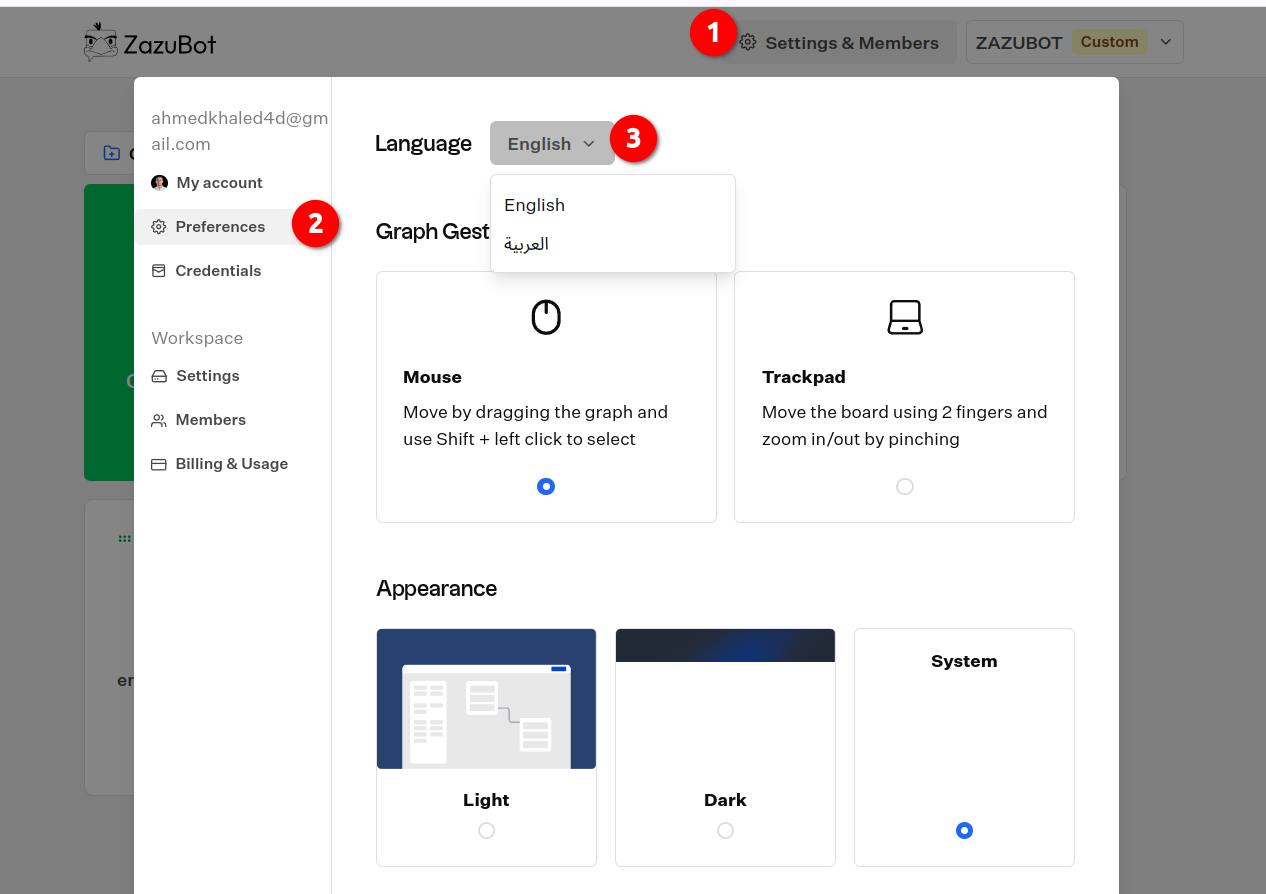 ZazuBot
1
Settings & Members
ZAZUBOT
Custom
ahmedkhaled4d@gm
ail.com
My account
Preferences
2
Credentials
Workspace
Settings
Members
Billing & Usage
Language
English
3
English
العربية
Graph Gest
Mouse
Move by dragging the graph and
use Shift + left click to select
Trackpad
Move the board using 2 fingers and
zoom in/out by pinching
Appearance
Light
Dark
System